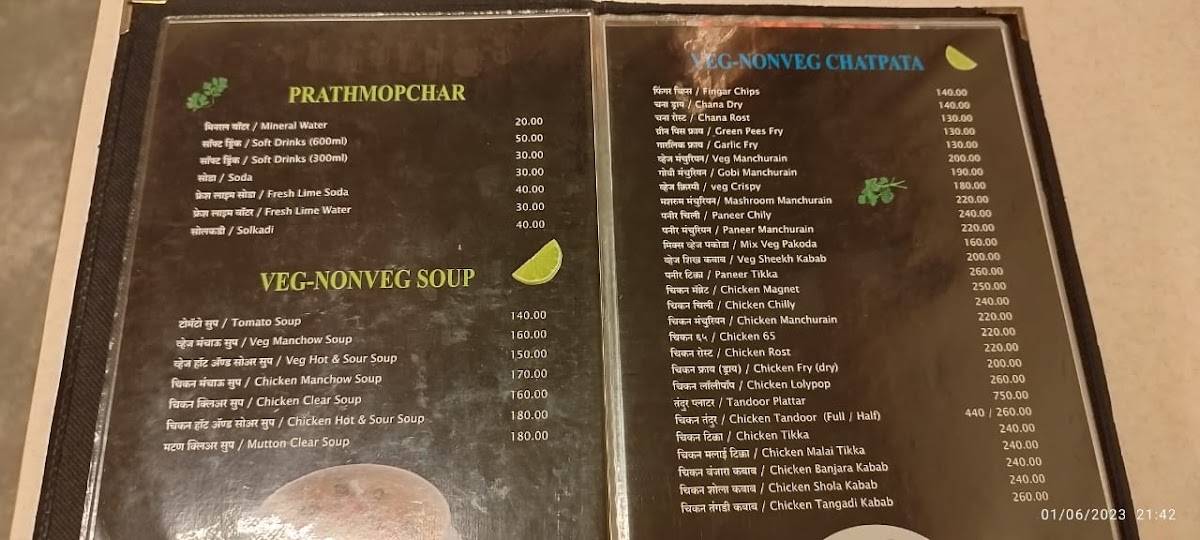 PRATHMOPCHAR
मिनरल वॉटर / Mineral Water 20.00
सॉफ्ट ड्रिंक / Soft Drinks (600ml) 50.00
सॉफ्ट ड्रिंक / Soft Drinks (300ml) 30.00
सोडा / Soda 30.00
फ्रेश लाइम सोडा / Fresh Lime Soda 40.00
फ्रेश लाइम वॉटर / Fresh Lime Water 30.00
सोलकडी / Solkadi 40.00
VEG-NONVEG SOUP
टोमॅटो सुप / Tomato Soup 140.00
व्हेज मंचाऊ सुप / Veg Manchow Soup 160.00
व्हेज हॉट अँण्ड सोअर सुप / Veg Hot & Sour Soup 150.00
चिकन मंचाऊ सुप / Chicken Manchow Soup 170.00
चिकन क्लिअर सुप / Chicken Clear Soup 160.00
चिकन हॉट अँण्ड सोअर सुप / Chicken Hot & Sour Soup 180.00
मटण क्लिअर सुप / Mutton Clear Soup 180.00
VEG-NONVEG CHATPATA
फिंगर चिप्स / Fingar Chips 140.00
चना ड्राय / Chana Dry 140.00
चना रोस्ट / Chana Rost 130.00
ग्रीन पिस फ्राय / Green Pees Fry 130.00
गारलिक फ्राय / Garlic Fry 130.00
व्हेज मंचुरियन/ Veg Manchurain 200.00
गोबी मंचुरियन / Gobi Manchurain 190.00
व्हेज क्रिस्पी / veg Crispy 180.00
मशरुम मंचुरियन/ Mashroom Manchurain 220.00
पनीर चिली / Paneer Chily 240.00
पनीर मंचुरियन / Paneer Manchurain 220.00
मिक्स व्हेज पकोडा / Mix Veg Pakoda 160.00
व्हेज शिख कबाब / Veg Sheekh Kabab 200.00
पनीर टिक्का / Paneer Tikka 260.00
चिकन मॅग्नेट / Chicken Magnet 250.00
चिकन चिली / Chicken Chilly 240.00
चिकन मंचुरियन / Chicken Manchurain 220.00
चिकन ६५ / Chicken 65 220.00
चिकन रोस्ट / Chicken Rost 220.00
चिकन फ्राय (ड्राय) / Chicken Fry (dry) 200.00
चिकन लॉलीपॉप / Chicken Lolypop 260.00
तंदुर प्लाटर / Tandoor Plattar 750.00
चिकन तंदुर / Chicken Tandoor (Full / Half) 440 / 260.00
चिकन टिक्का / Chicken Tikka 240.00
चिकन मलाई टिक्का / Chicken Malai Tikka 240.00
चिकन बंजारा कबाब / Chicken Banjara Kabab 240.00
चिकन शोला कबाब / Chicken Shola Kabab 240.00
चिकन तंगडी कबाब / Chicken Tangadi Kabab 260.00
01/06/2023 21:42